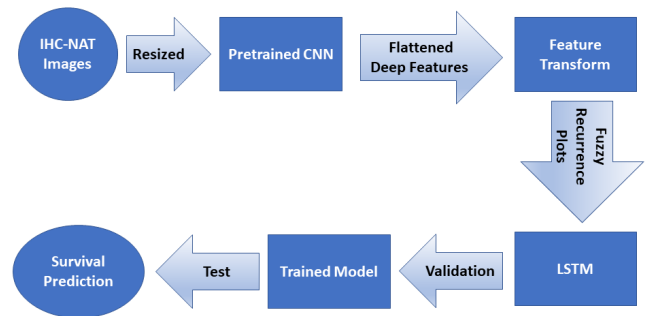 IHC-NAT
Images
Resized
Pretrained CNN
Flattened
Deep Features
Feature
Transform
Fuzzy
Recurrence
Plots
LSTM
Validation
Trained Model
Test
Survival
Prediction